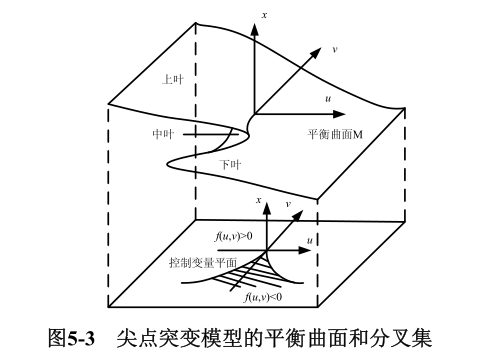 x
v
上叶
u
中叶
平衡曲面M
下叶
x
v
f(u,v)>0
u
控制变量平面
f(u,v)<0
图5-3 尖点突变模型的平衡曲面和分叉集